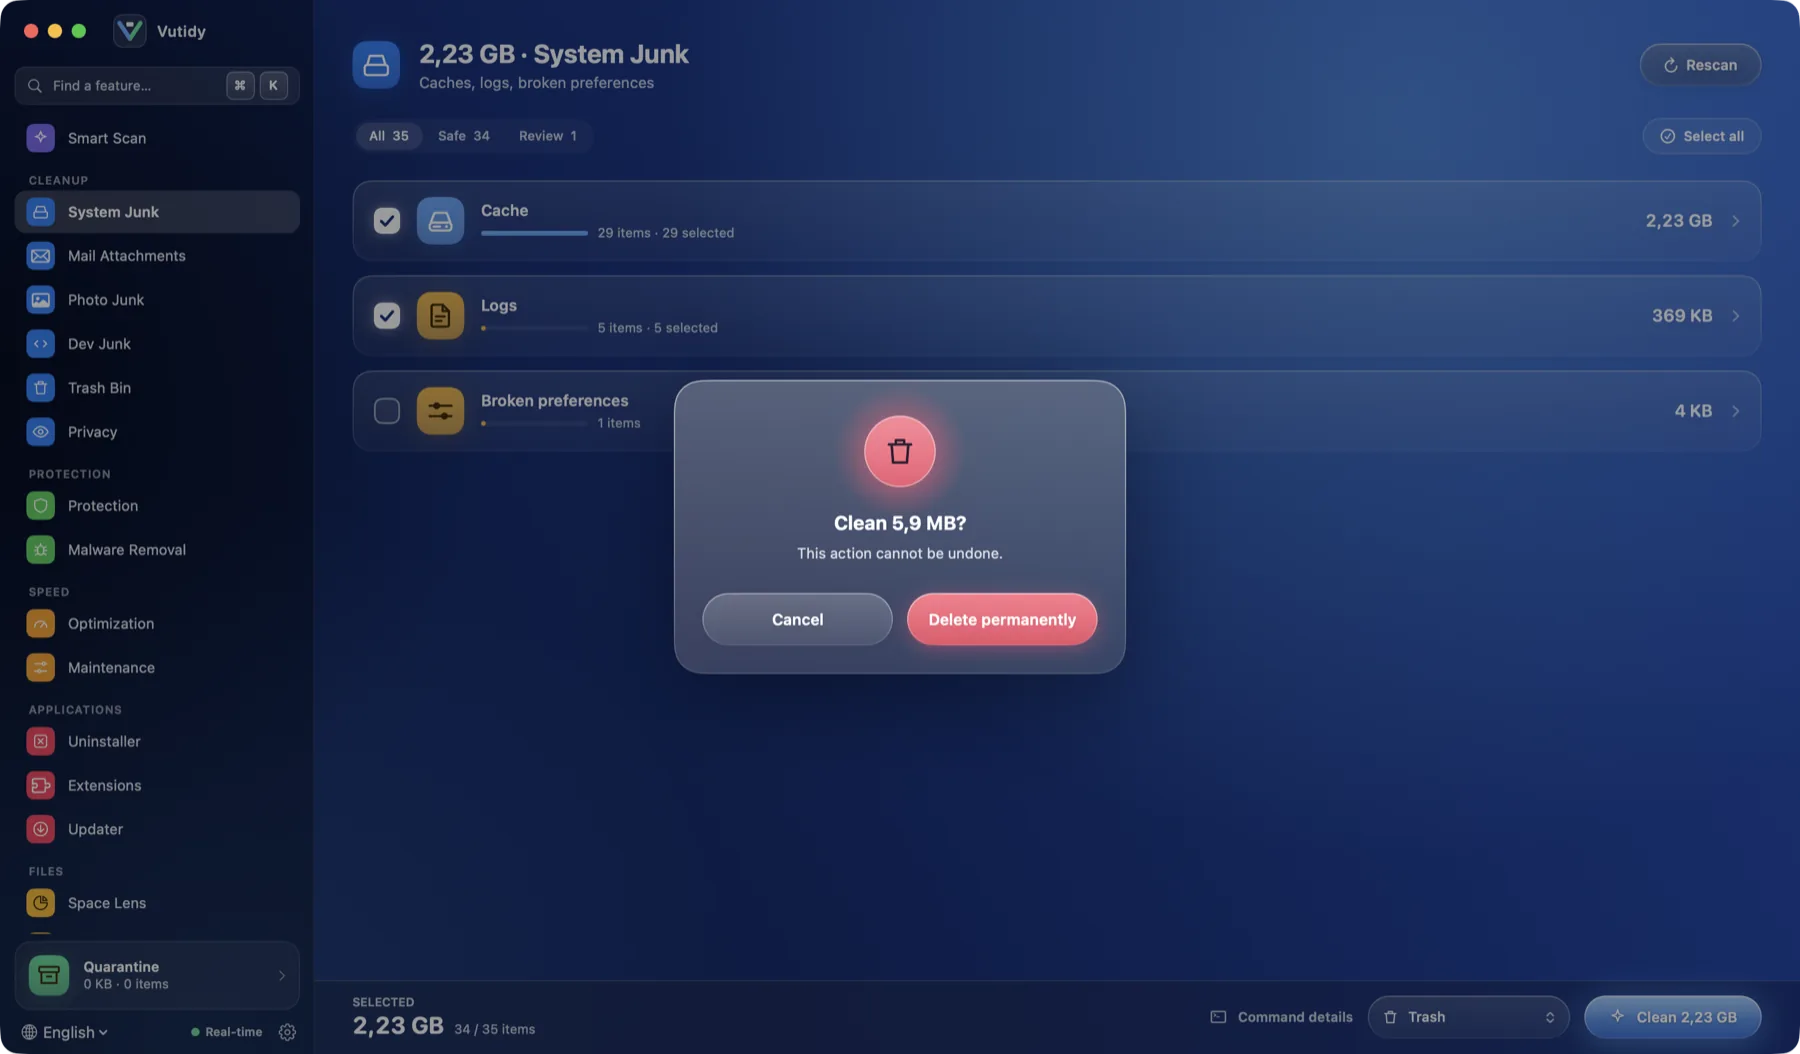 Vutidy
Find a feature... ⌘ K
Smart Scan
CLEANUP
System Junk
Mail Attachments
Photo Junk
Dev Junk
Trash Bin
Privacy
PROTECTION
Protection
Malware Removal
SPEED
Optimization
Maintenance
APPLICATIONS
Uninstaller
Extensions
Updater
FILES
Space Lens
Quarantine
0 KB · 0 items
English
Real-time
2,23 GB · System Junk
Caches, logs, broken preferences
Rescan
All 35 Safe 34 Review 1
Select all
Cache
29 items · 29 selected
2,23 GB
Logs
5 items · 5 selected
369 KB
Broken preferences
1 items
4 KB
Clean 5,9 MB?
This action cannot be undone.
Cancel
Delete permanently
SELECTED
2,23 GB 34 / 35 items
Command details
Trash
Clean 2,23 GB